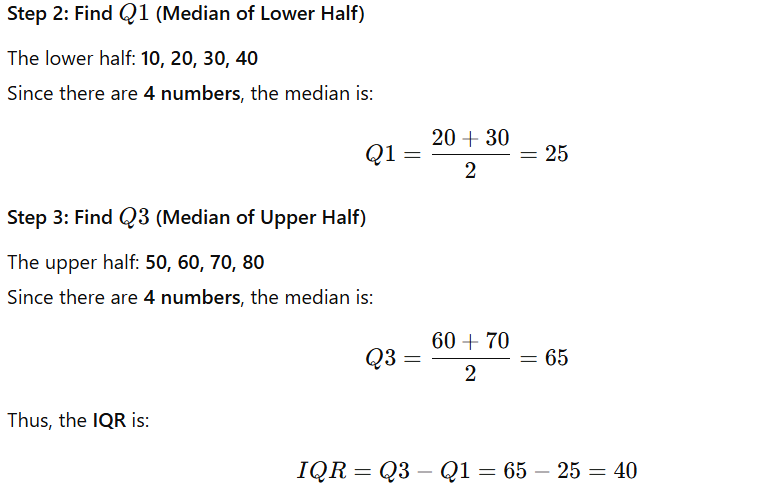 Step 2: Find Q1 (Median of Lower Half)
The lower half: 10, 20, 30, 40
Since there are 4 numbers, the median is:
Q1 = \frac{20 + 30}{2} = 25
Step 3: Find Q3 (Median of Upper Half)
The upper half: 50, 60, 70, 80
Since there are 4 numbers, the median is:
Q3 = \frac{60 + 70}{2} = 65
Thus, the IQR is:
IQR = Q3 − Q1 = 65 − 25 = 40